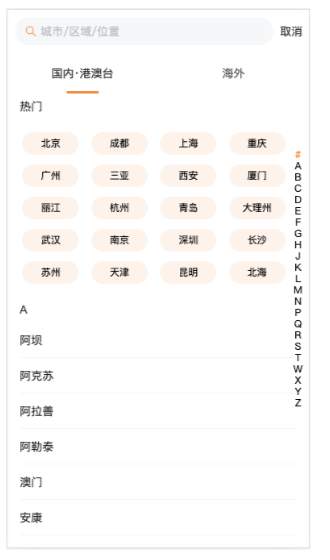 城市/区域/位置 取消
国内·港澳台 海外
热门
北京 成都 上海 重庆
广州 三亚 西安 厦门
丽江 杭州 青岛 大理州
武汉 南京 深圳 长沙
苏州 天津 昆明 北海
#
A
B
C
D
E
F
G
H
J
K
L
M
N
P
Q
R
S
T
W
X
Y
Z
A
阿坝
阿克苏
阿拉善
阿勒泰
澳门
安康